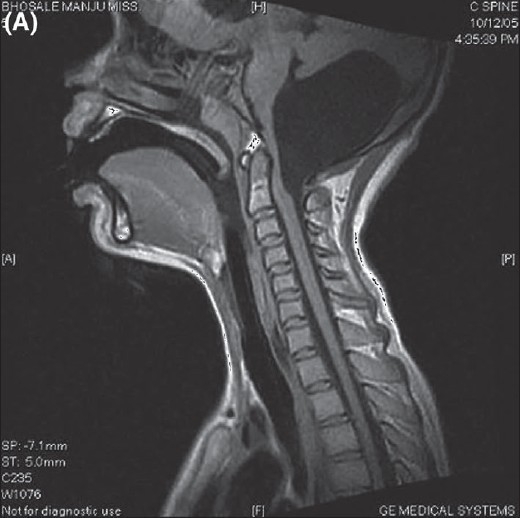 BHOSALE MANJU MISS [H] C SPINE
(A) 10/12/05
4:35:39 PM
[A] [P]
SP: -7.1mm
ST: 5.0mm
C235
W1076
Not for diagnostic use [F] GE MEDICAL SYSTEMS